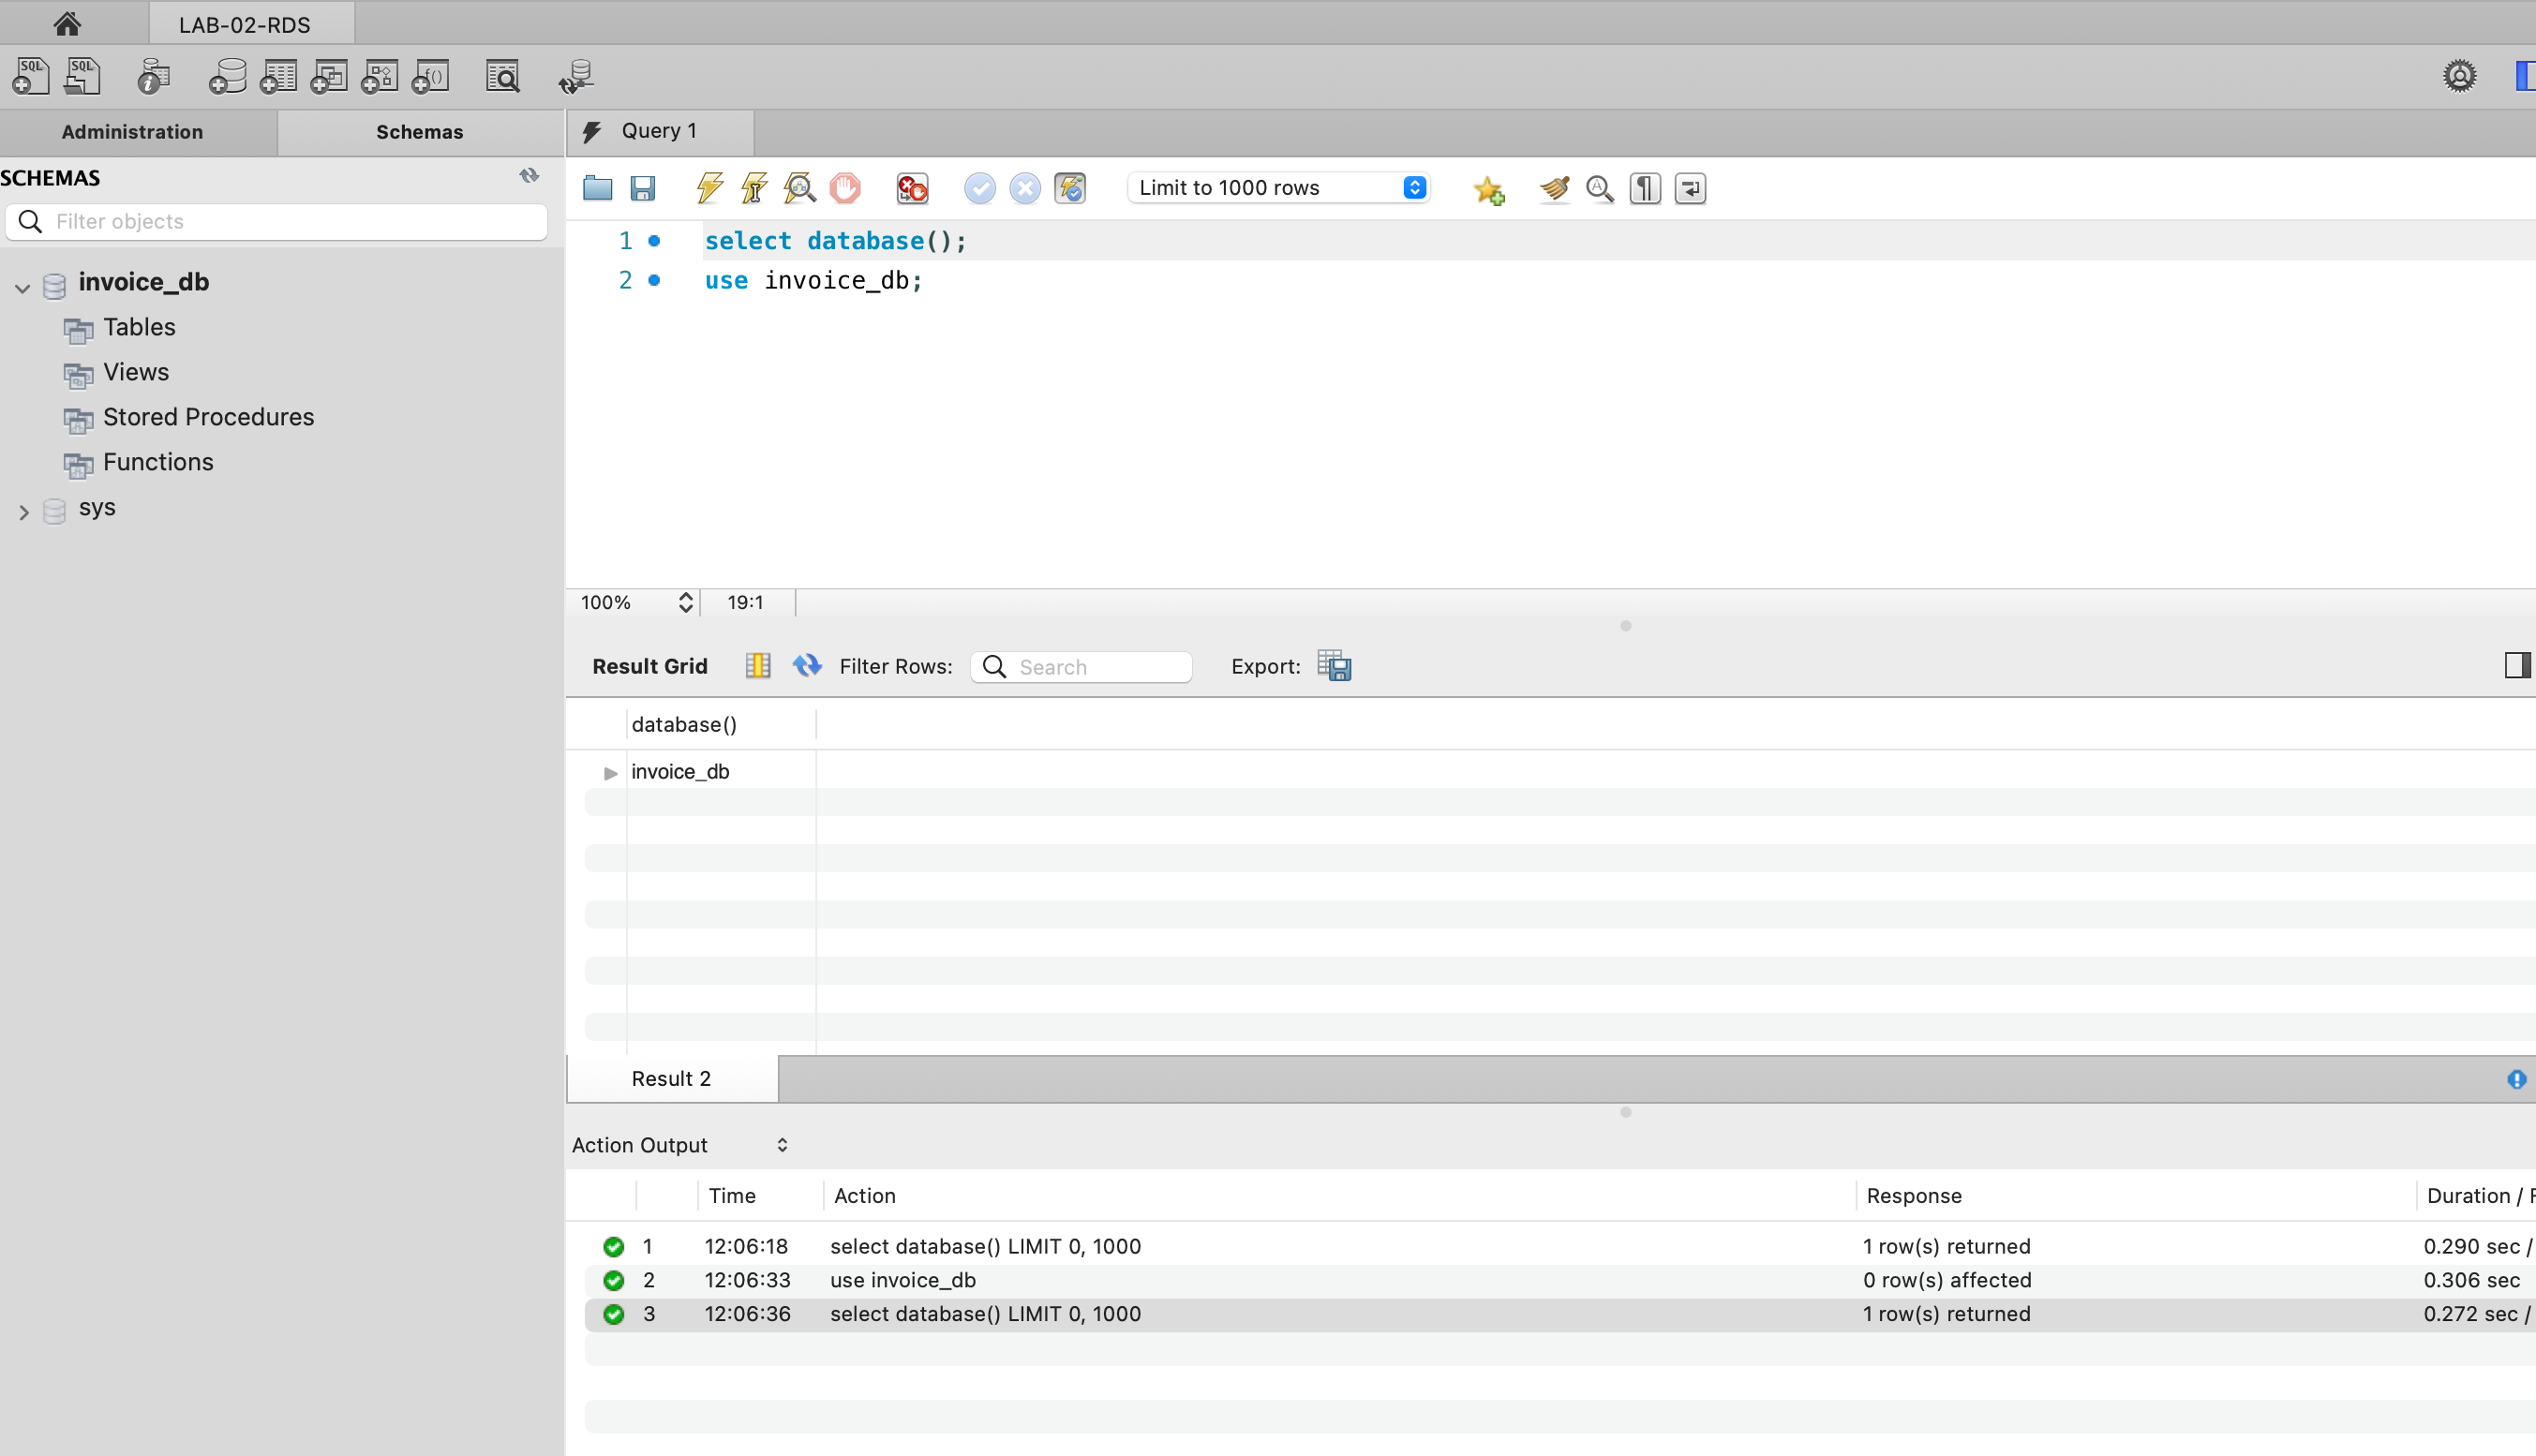 LAB-02-RDS
Administration
Schemas
Query 1
SCHEMAS
Filter objects
Limit to 1000 rows
invoice_db
Tables
Views
Stored Procedures
Functions
sys
1 select database();
2 use invoice_db;
100%
19:1
Result Grid
Filter Rows:
Search
Export:
database()
invoice_db
Result 2
Action Output
Time Action Response Duration / F
1 12:06:18 select database() LIMIT 0, 1000 1 row(s) returned 0.290 sec /
2 12:06:33 use invoice_db 0 row(s) affected 0.306 sec
3 12:06:36 select database() LIMIT 0, 1000 1 row(s) returned 0.272 sec /